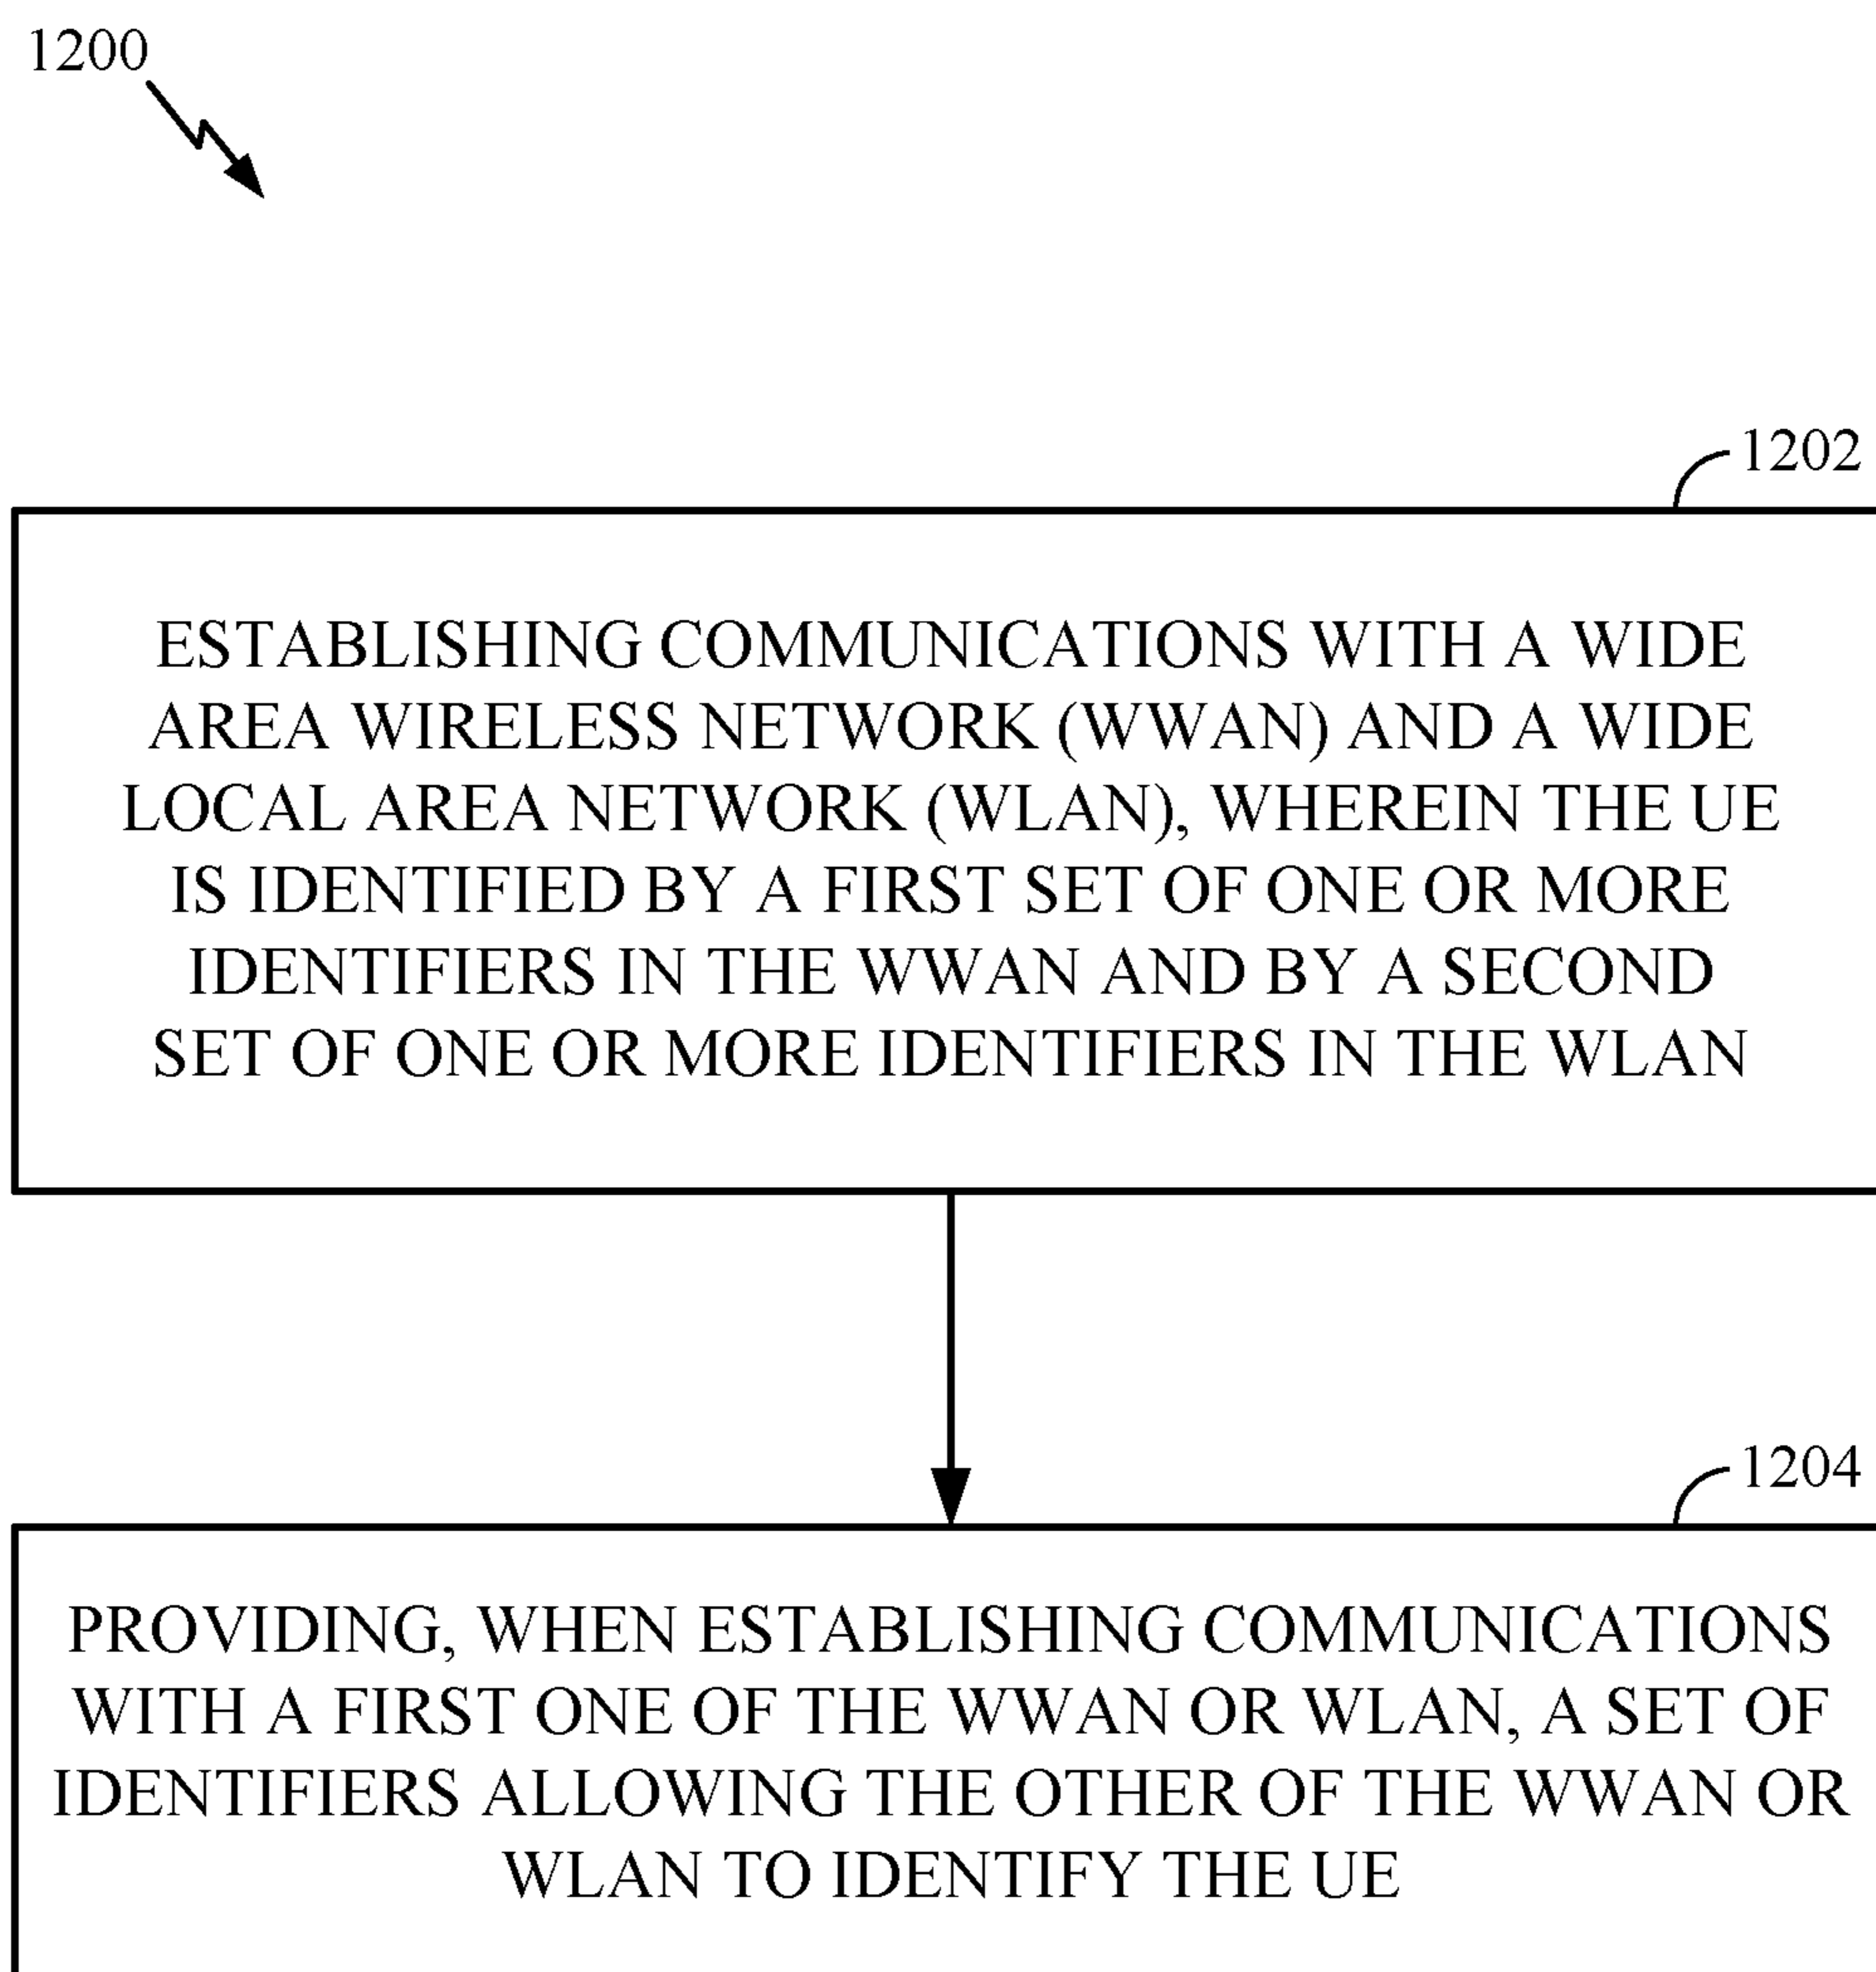 1200
1202
ESTABLISHING COMMUNICATIONS WITH A WIDE
AREA WIRELESS NETWORK (WWAN) AND A WIDE
LOCAL AREA NETWORK (WLAN), WHEREIN THE UE
IS IDENTIFIED BY A FIRST SET OF ONE OR MORE
IDENTIFIERS IN THE WWAN AND BY A SECOND
SET OF ONE OR MORE IDENTIFIERS IN THE WLAN
1204
PROVIDING, WHEN ESTABLISHING COMMUNICATIONS
WITH A FIRST ONE OF THE WWAN OR WLAN, A SET OF
IDENTIFIERS ALLOWING THE OTHER OF THE WWAN OR
WLAN TO IDENTIFY THE UE